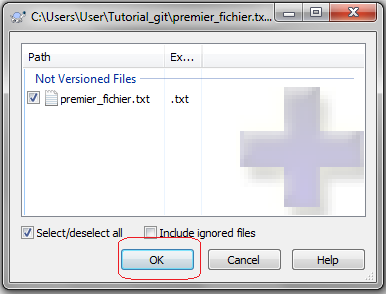 C:\Users\User\Tutorial_git\premier_fichier.tx...
Path Ex...
Not Versioned Files
premier_fichier.txt .txt
Select/deselect all Include ignored files
OK Cancel Help